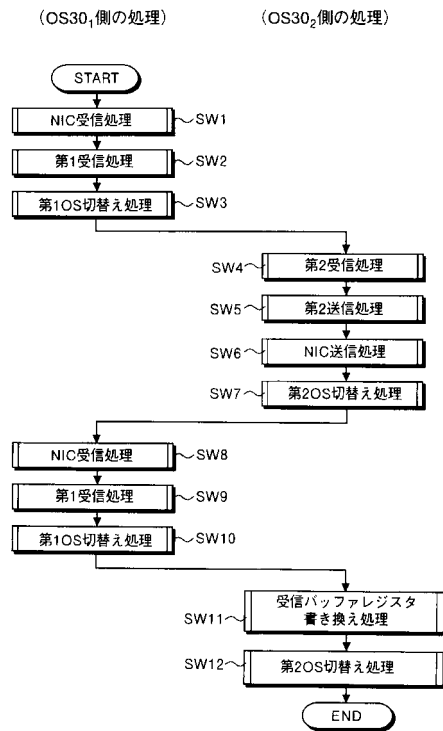 (OS30₁側の処理) (OS30₂側の処理)
START
NIC受信処理 SW1
第1受信処理 SW2
第1OS切替え処理 SW3
SW4 第2受信処理
SW5 第2送信処理
SW6 NIC送信処理
SW7 第2OS切替え処理
NIC受信処理 SW8
第1受信処理 SW9
第1OS切替え処理 SW10
受信バッファレジスタ
SW11 書き換え処理
SW12 第2OS切替え処理
END